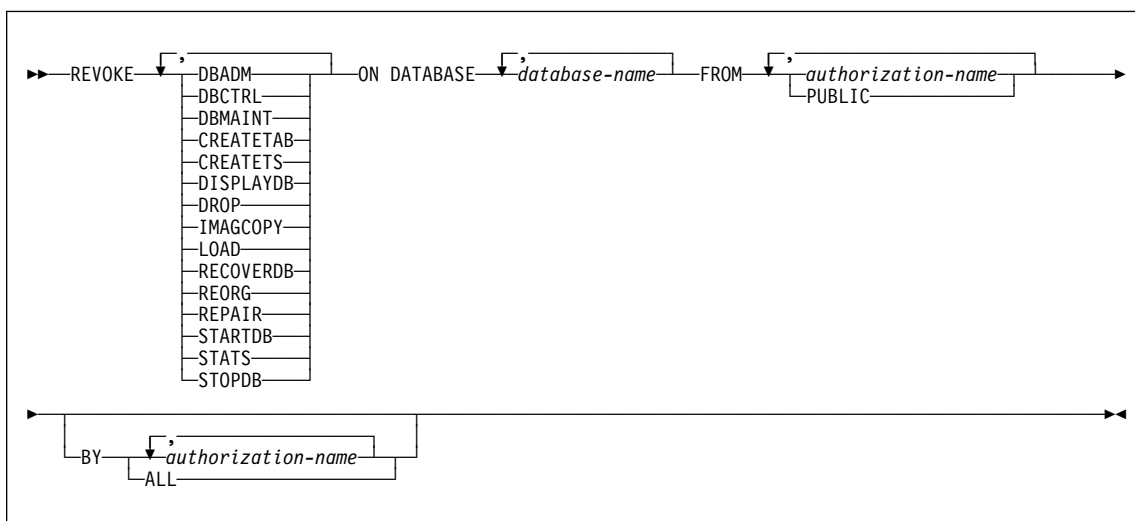 REVOKE , DBADM ON DATABASE , database-name FROM , authorization-name
DBCTRL PUBLIC
DBMAINT
CREATETAB
CREATETS
DISPLAYDB
DROP
IMAGCOPY
LOAD
RECOVERDB
REORG
REPAIR
STARTDB
STATS
STOPDB
BY , authorization-name
ALL